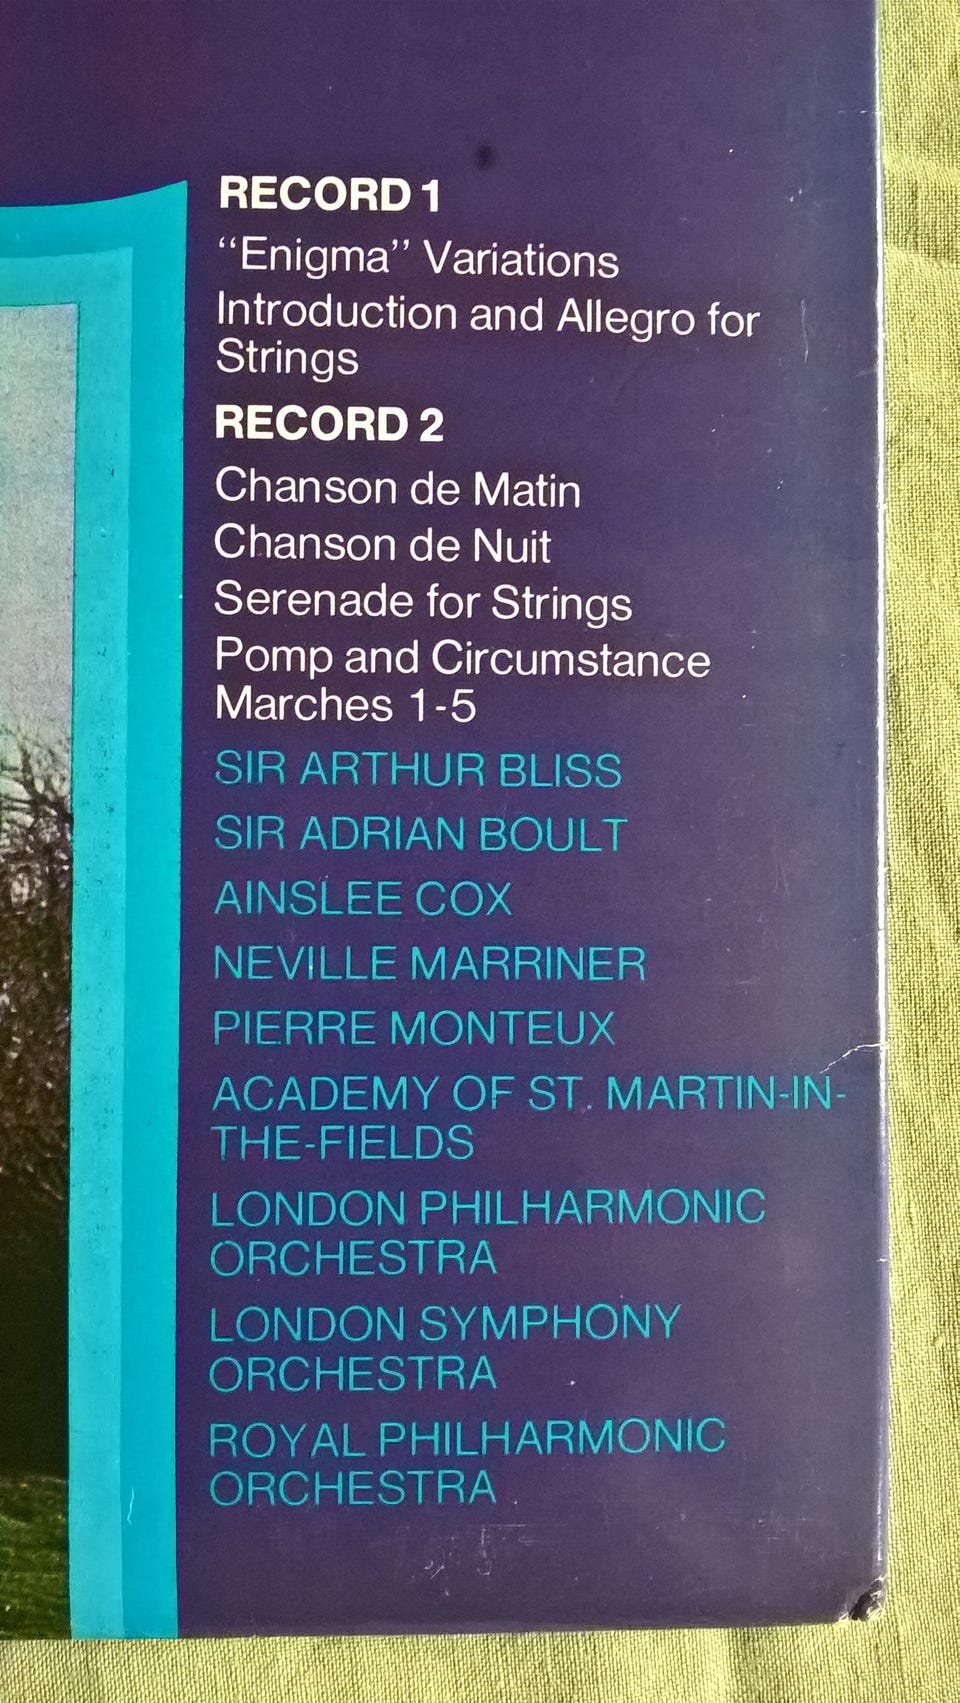 RECORD 1
“Enigma” Variations
Introduction and Allegro for
Strings
RECORD 2
Chanson de Matin
Chanson de Nuit
Serenade for Strings
Pomp and Circumstance
Marches 1-5
SIR ARTHUR BLISS
SIR ADRIAN BOULT
AINSLEE COX
NEVILLE MARRINER
PIERRE MONTEUX
ACADEMY OF ST. MARTIN-IN-
THE-FIELDS
LONDON PHILHARMONIC
ORCHESTRA
LONDON SYMPHONY
ORCHESTRA
ROYAL PHILHARMONIC
ORCHESTRA